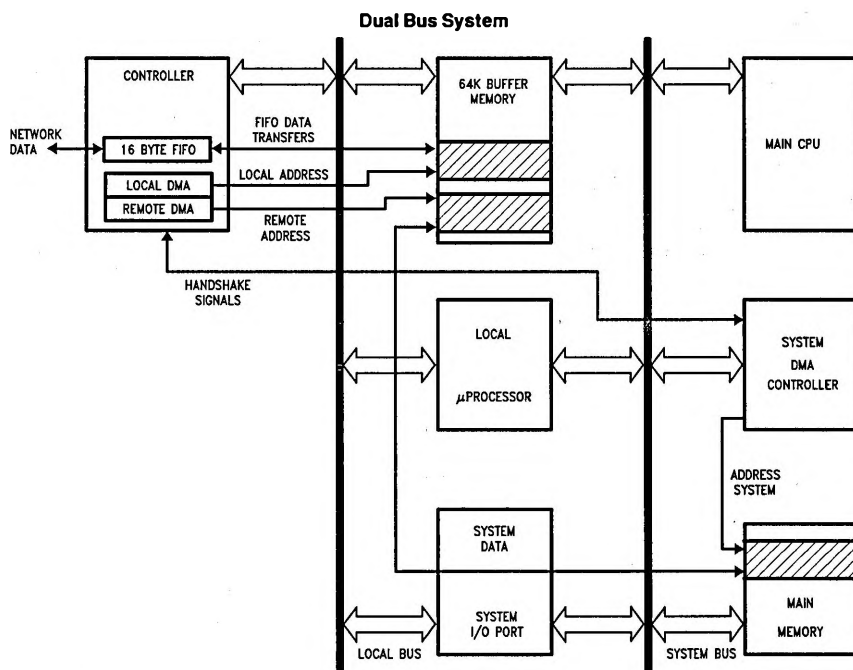 Dual Bus System
CONTROLLER
NETWORK
DATA
16 BYTE FIFO
LOCAL DMA
REMOTE DMA
FIFO DATA
TRANSFERS
LOCAL ADDRESS
REMOTE
ADDRESS
HANDSHAKE
SIGNALS
64K BUFFER
MEMORY
MAIN CPU
LOCAL
μPROCESSOR
SYSTEM
DMA
CONTROLLER
ADDRESS
SYSTEM
SYSTEM
DATA
SYSTEM
I/O PORT
MAIN
MEMORY
LOCAL BUS
SYSTEM BUS